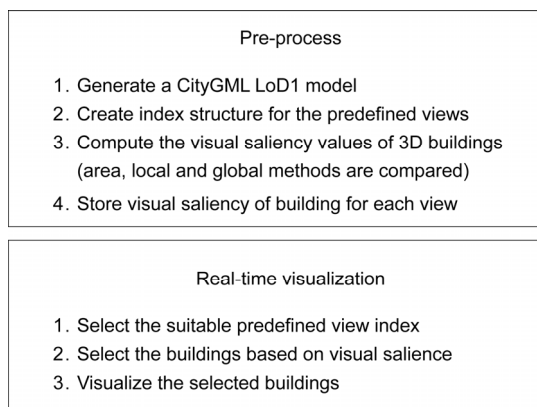 Pre-process
1. Generate a CityGML LoD1 model
2. Create index structure for the predefined views
3. Compute the visual saliency values of 3D buildings
(area, local and global methods are compared)
4. Store visual saliency of building for each view
Real-time visualization
1. Select the suitable predefined view index
2. Select the buildings based on visual salience
3. Visualize the selected buildings